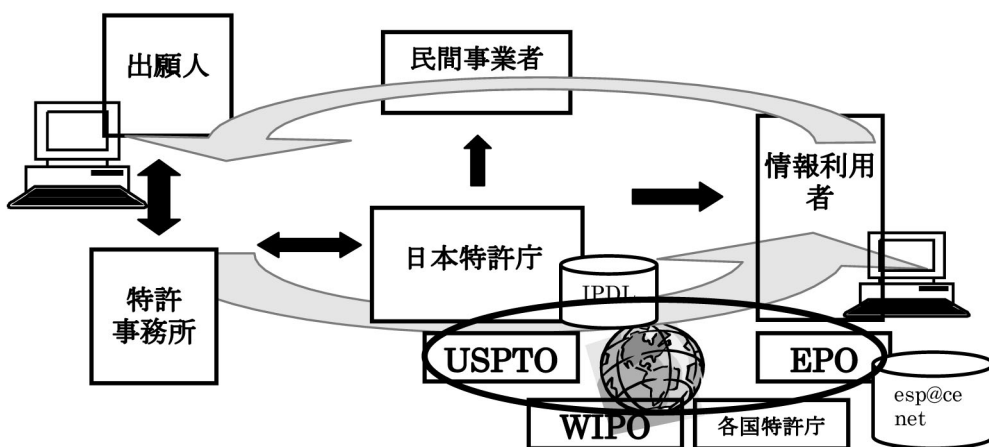 出願人
民間事業者
情報利用
者
日本特許庁
IPDL
特許
事務所
USPTO
EPO
WIPO
各国特許庁
esp@ce
net